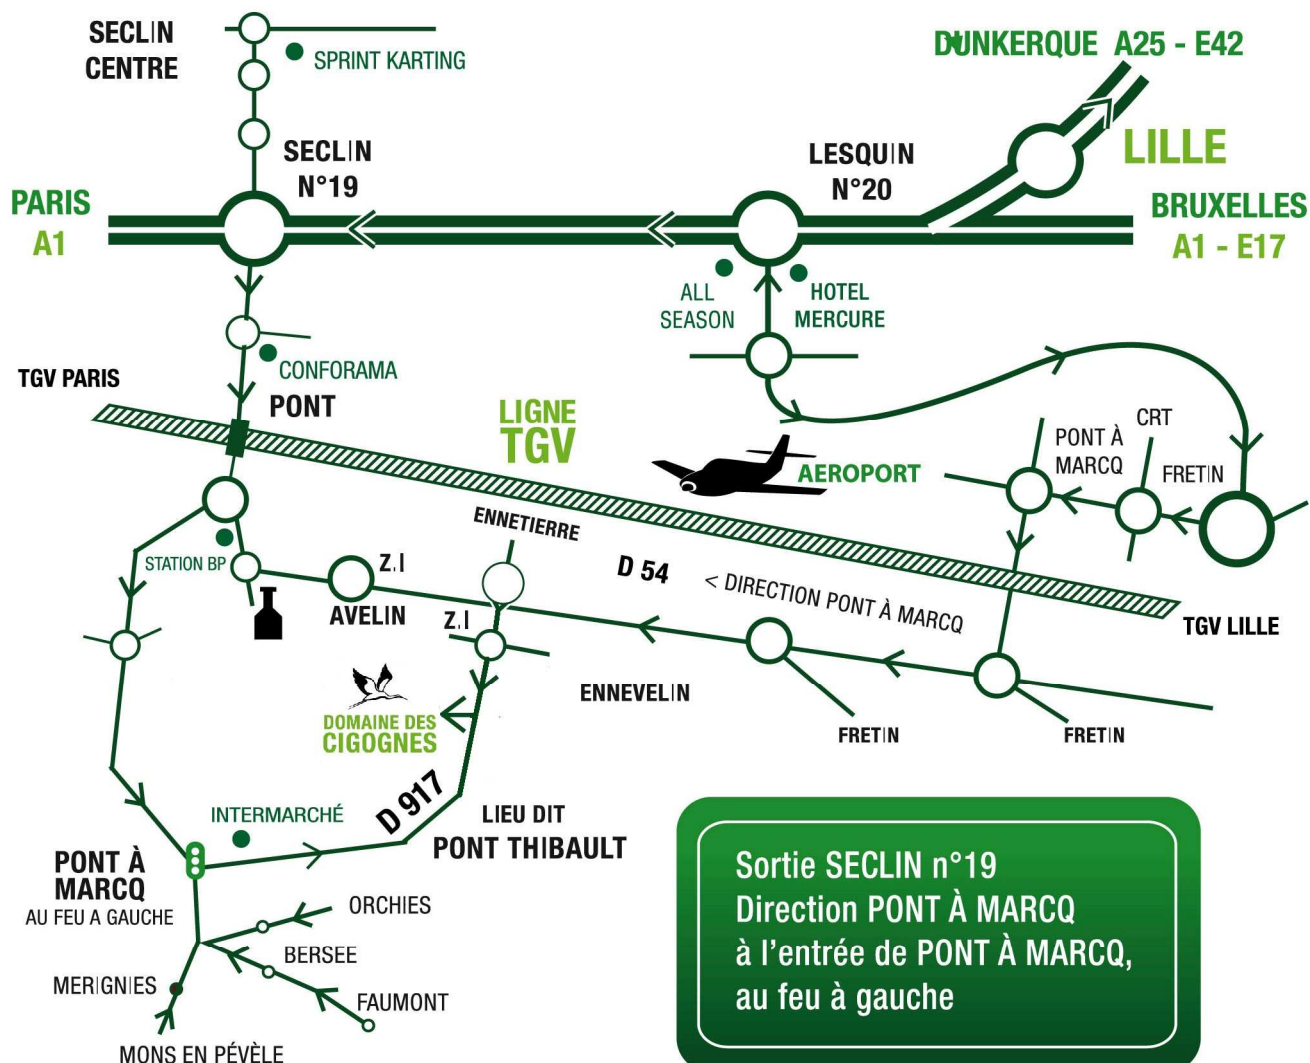 SECLIN
CENTRE
SPRINT KARTING
DUNKERQUE A25 - E42
SECLIN
N°19
LESQUIN
N°20
LILLE
PARIS
A1
BRUXELLES
A1 - E17
ALL
SEASON
HOTEL
MERCURE
CONFORAMA
TGV PARIS
PONT
LIGNE
TGV
AEROPORT
PONT À
MARCQ
CRT
FRETIN
ENNETIERRE
STATION BP
Z.I
AVELIN
D 54
< DIRECTION PONT À MARCQ
Z.I
TGV LILLE
ENNEVELIN
FRETIN
FRETIN
DOMAINE DES
CIGOGNES
D 917
INTERMARCHÉ
LIEU DIT
PONT THIBAULT
PONT À
MARCQ
AU FEU A GAUCHE
ORCHIES
BERSEE
MERIGNIES
FAUMONT
MONS EN PÉVÈLE
Sortie SECLIN n°19
Direction PONT À MARCQ
à l'entrée de PONT À MARCQ,
au feu à gauche